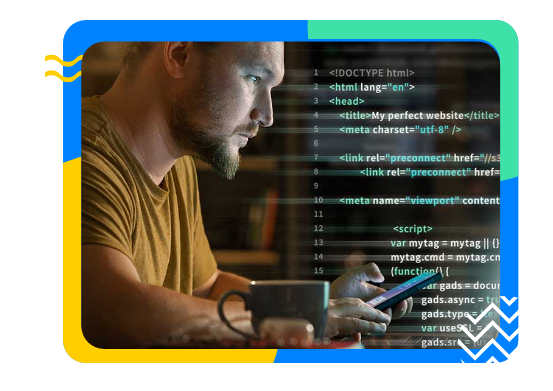 1 <!DOCTYPE html>
2 <html lang="en">
3 <head>
4 <title>My perfect website</title>
5 <meta charset="utf-8" />
6
7 <link rel="preconnect" href="//s3
8 <link rel="preconnect" href=
9
10 <meta name="viewport" content
11
12 <script>
13 var mytag = mytag || {}
14 mytag.cmd = mytag.cn
15 (function() {
var gads = docum
gads.async = tru
gads.type =
var useSSL =
gads.src =